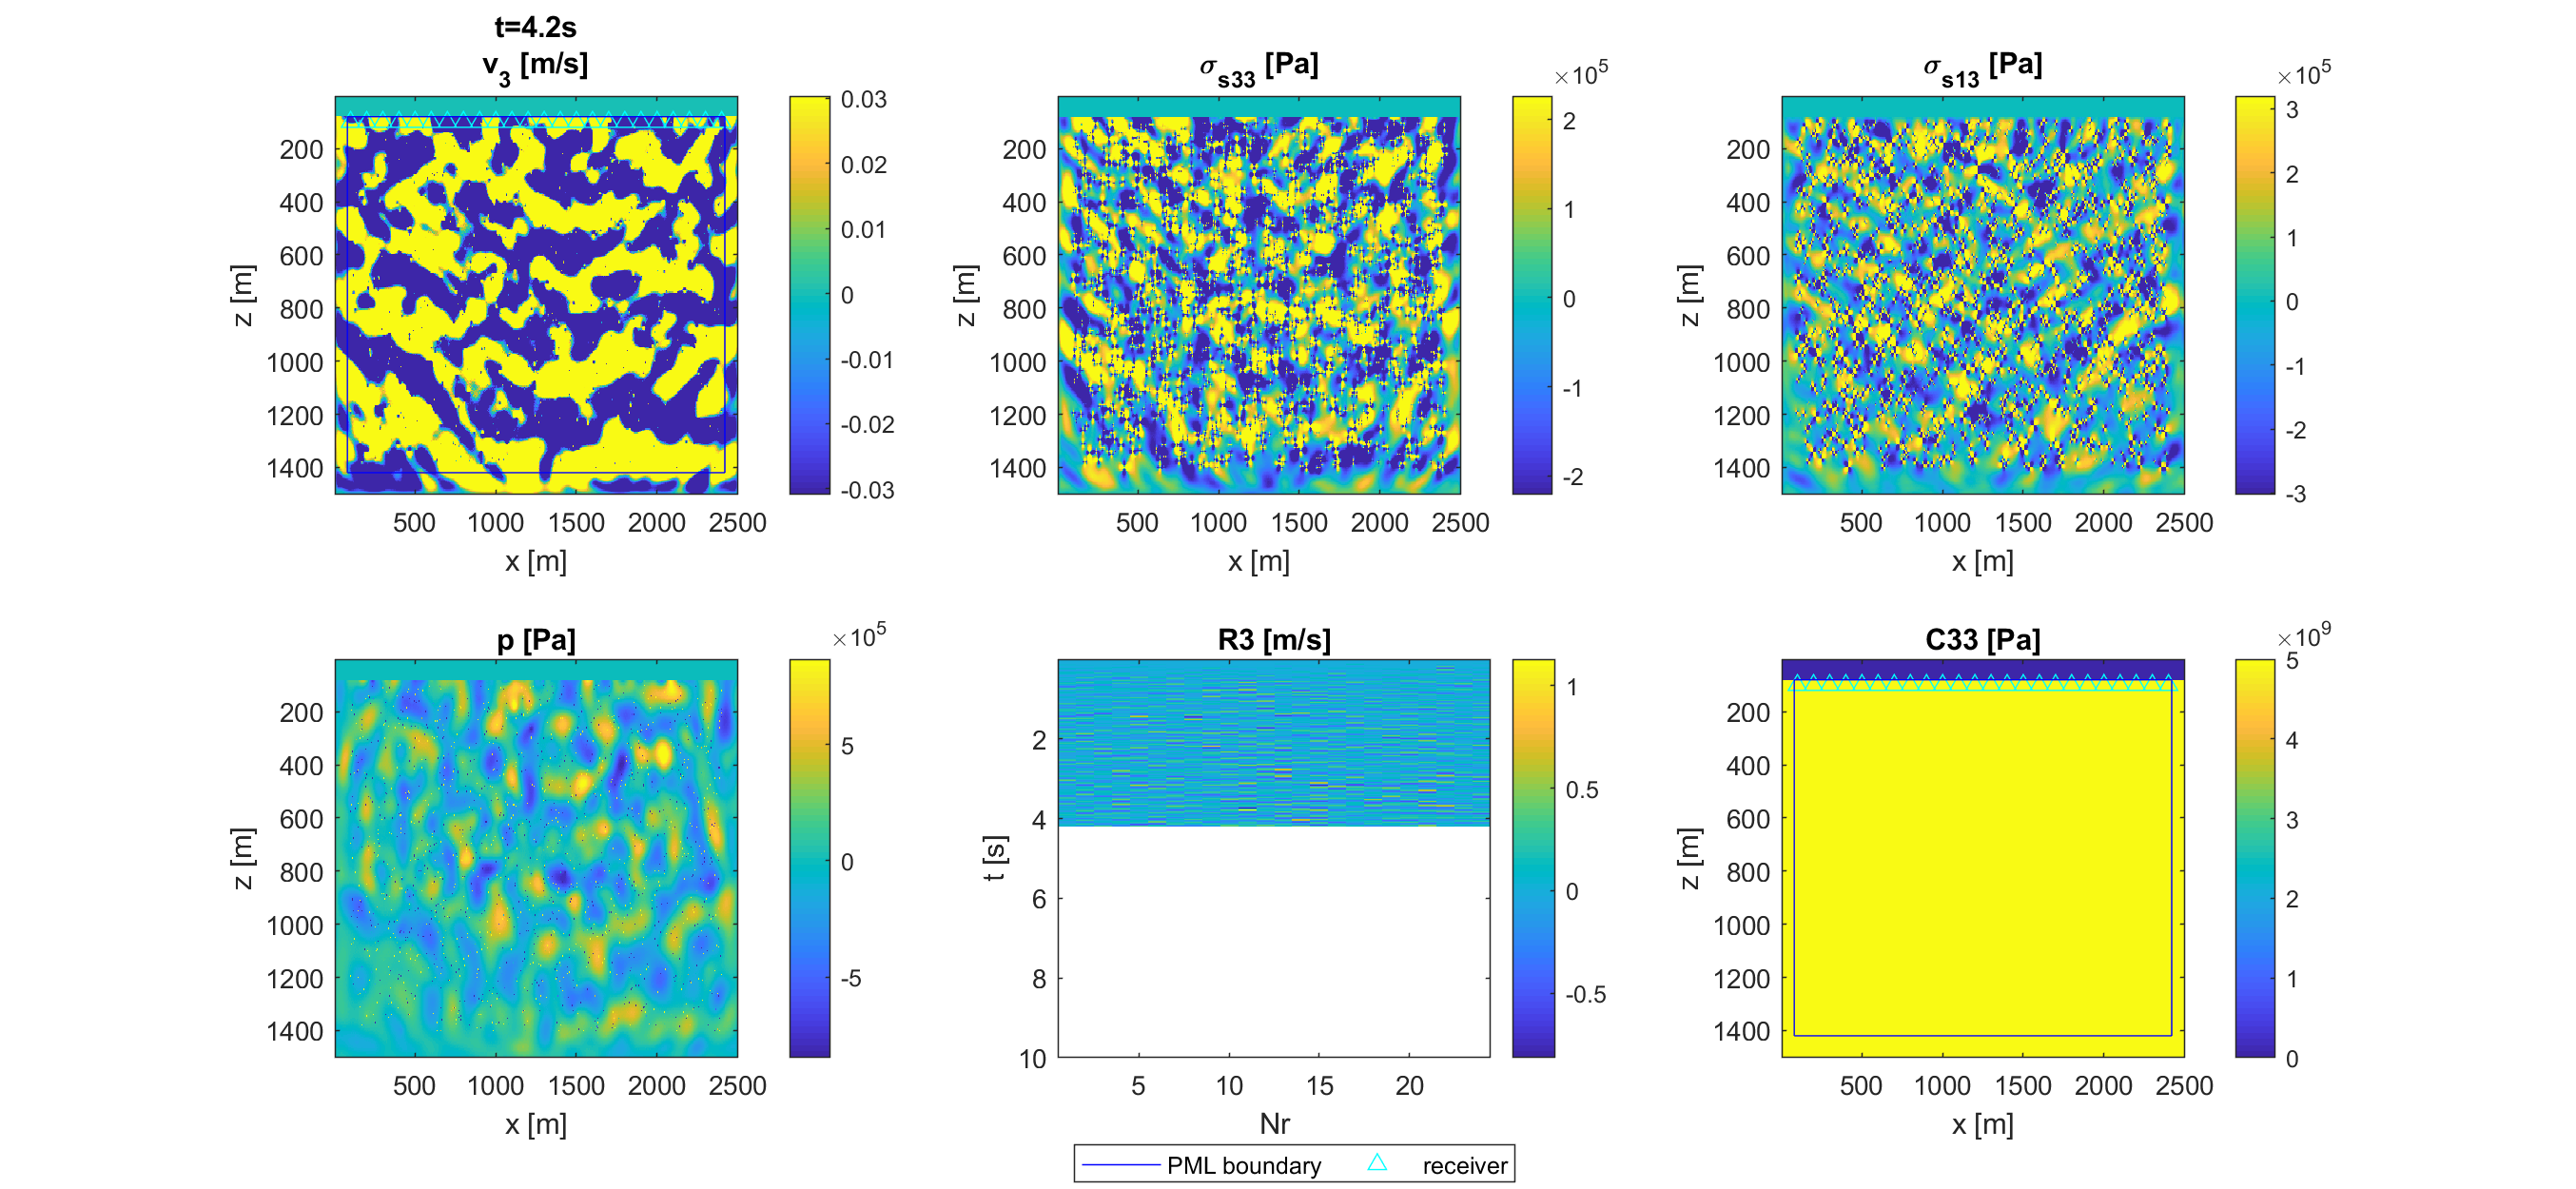 t=4.2s
v3 [m/s]
0.03
0.02
0.01
0
-0.01
-0.02
-0.03
200
400
600
800
1000
1200
1400
z [m]
500 1000 1500 2000 2500
x [m]
σs33 [Pa]
×10^5
2
1
0
-1
-2
200
400
600
800
1000
1200
1400
z [m]
500 1000 1500 2000 2500
x [m]
σs13 [Pa]
×10^5
3
2
1
0
-1
-2
-3
200
400
600
800
1000
1200
1400
z [m]
500 1000 1500 2000 2500
x [m]
p [Pa]
×10^5
5
0
-5
200
400
600
800
1000
1200
1400
z [m]
500 1000 1500 2000 2500
x [m]
R3 [m/s]
1
0.5
0
-0.5
2
4
6
8
10
t [s]
5 10 15 20
Nr
C33 [Pa]
×10^9
5
4
3
2
1
0
200
400
600
800
1000
1200
1400
z [m]
500 1000 1500 2000 2500
x [m]
PML boundary receiver